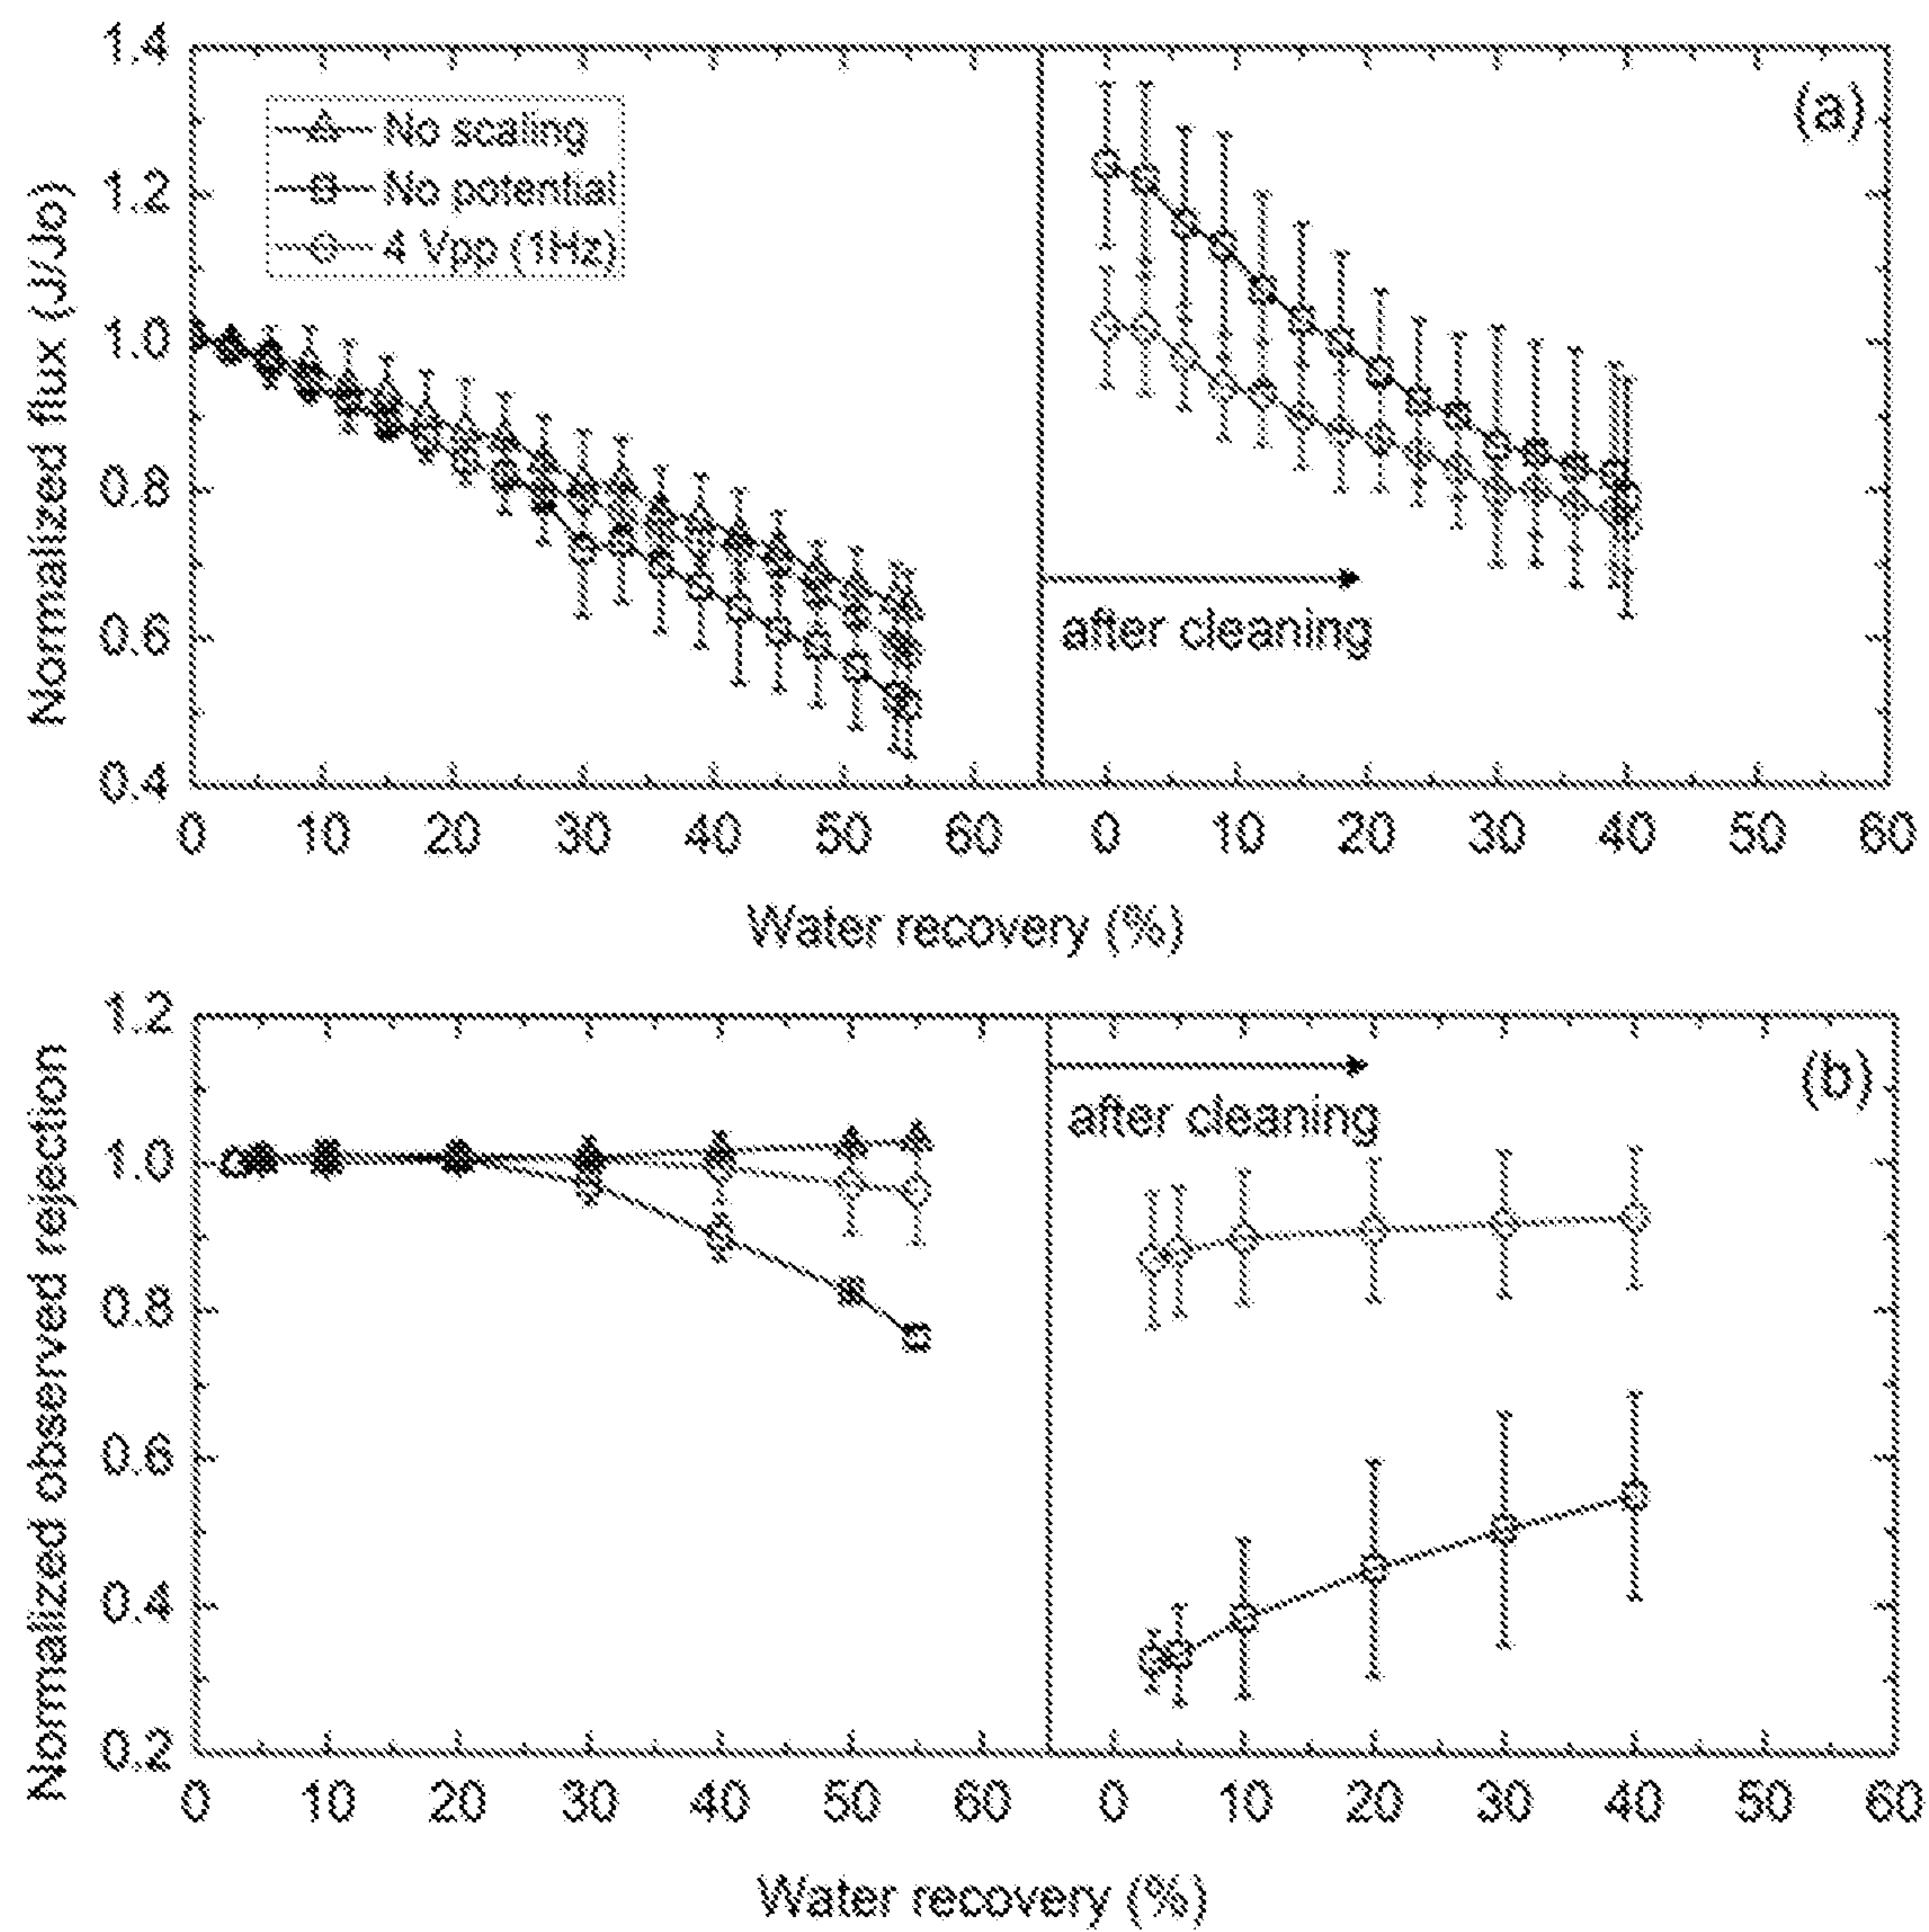 1.4
1.2
1.0
0.8
0.6
0.4
Normalized flux (J/Jo)
No scaling
No potential
4 Vpp (1Hz)
(a)
after cleaning
0 10 20 30 40 50 60 0 10 20 30 40 50 60
Water recovery (%)
1.2
1.0
0.8
0.6
0.4
0.2
Normalized observed rejection
after cleaning
(b)
0 10 20 30 40 50 60 0 10 20 30 40 50 60
Water recovery (%)